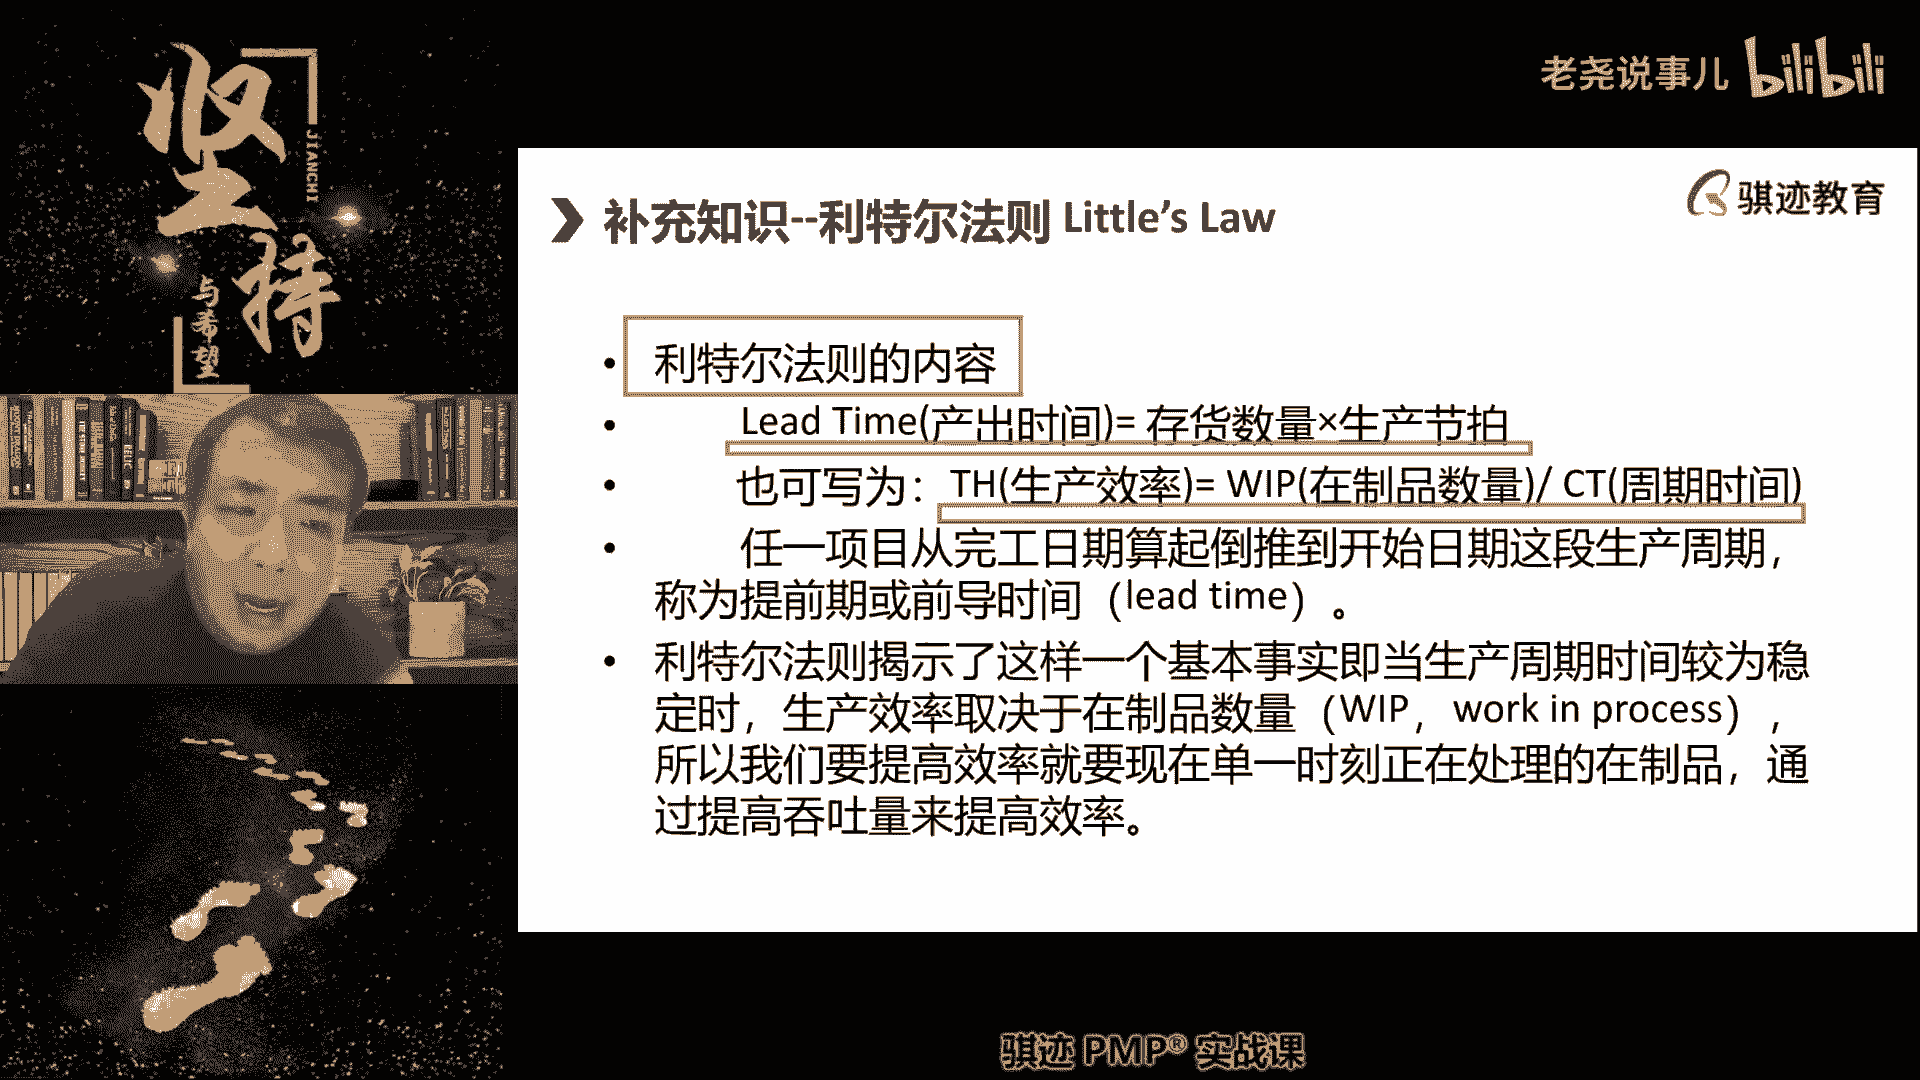 坚持
JIANCHI
与希望
老尧说事儿 bilibili
骐迹教育
补充知识--利特尔法则 Little's Law
• 利特尔法则的内容
• Lead Time(产出时间)= 存货数量×生产节拍
• 也可写为：TH(生产效率)= WIP(在制品数量)/ CT(周期时间)
• 任一项目从完工日期算起倒推到开始日期这段生产周期，
称为提前期或前导时间（lead time）。
• 利特尔法则揭示了这样一个基本事实即当生产周期时间较为稳
定时，生产效率取决于在制品数量（WIP，work in process），
所以我们要提高效率就要现在单一时刻正在处理的在制品，通
过提高吞吐量来提高效率。
骐迹 PMP® 实战课